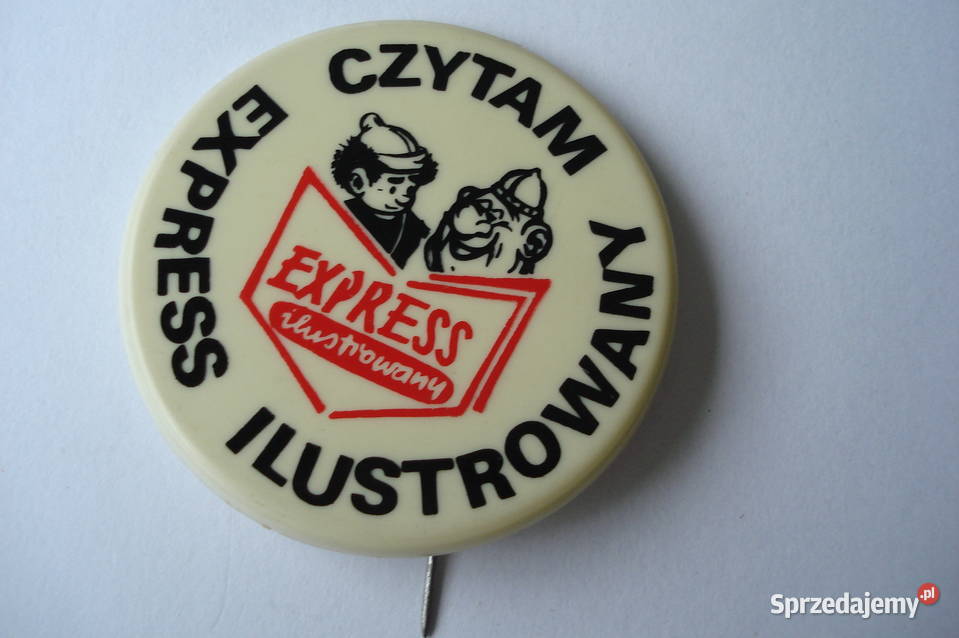 CZYTAM
EXPRESS
ILUSTROWANY
EXPRESS
ilustrowany
Sprzedajemy.pl